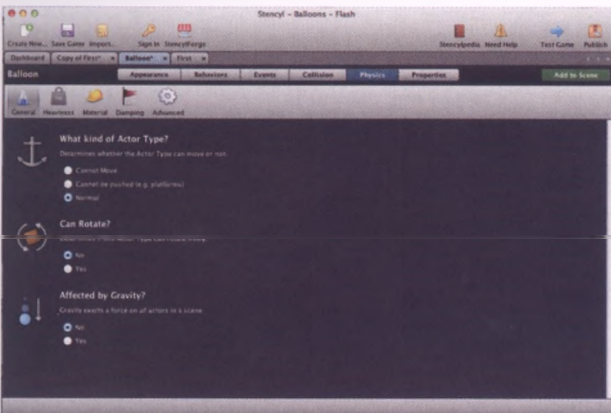 Stencyl – Balloons – Flash
Create New... Save Game Import... Sign In StencylForge Stencylpedia Need Help Test Game Publish
Dashboard Copy of First* Balloon* First
Balloon Appearance Behaviors Events Collision Physics Properties Add to Scene
General Heaviness Material Damping Advanced
What kind of Actor Type?
Determines whether the Actor Type can move or not.
Cannot Move
Cannot be pushed (e.g. platforms)
Normal
Can Rotate?
No
Yes
Affected by Gravity?
Gravity exerts a force on all actors in a scene
No
Yes